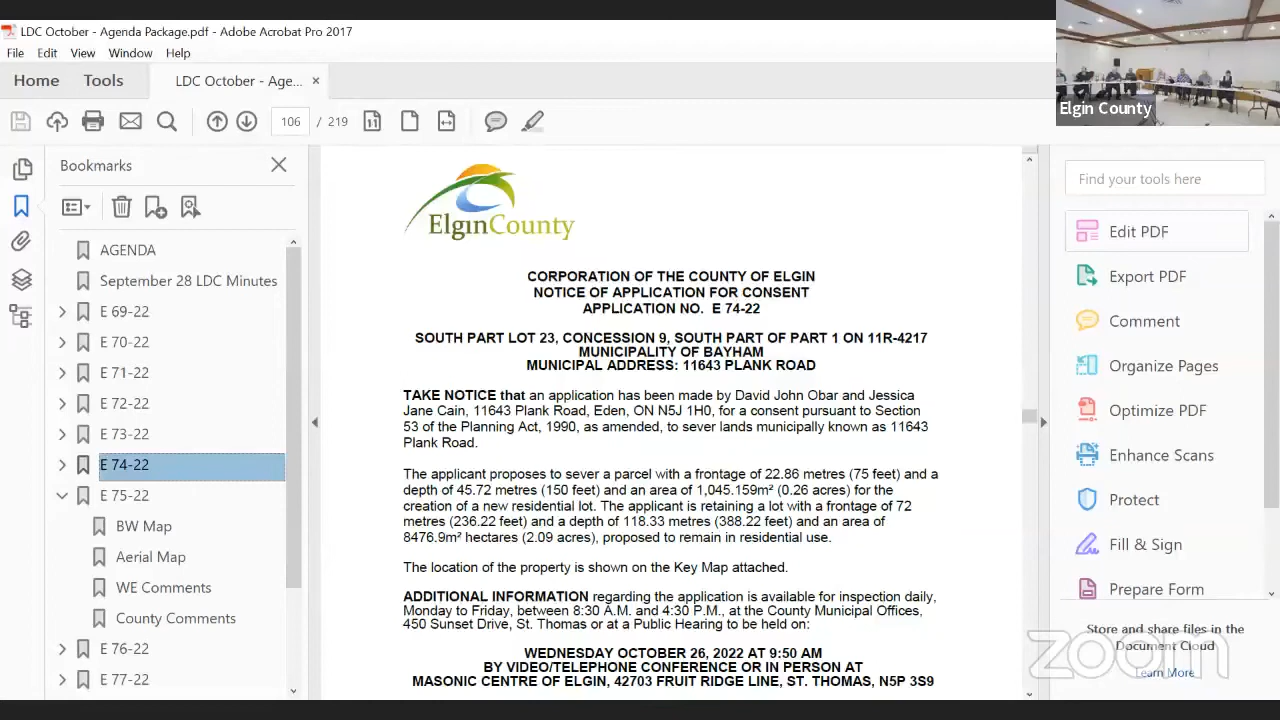 LDC October - Agenda Package.pdf - Adobe Acrobat Pro 2017
File Edit View Window Help
Home Tools LDC October - Age... ×
106 / 219
Elgin County
Bookmarks
AGENDA
September 28 LDC Minutes
E 69-22
E 70-22
E 71-22
E 72-22
E 73-22
E 74-22
E 75-22
BW Map
Aerial Map
WE Comments
County Comments
E 76-22
E 77-22
ElginCounty
CORPORATION OF THE COUNTY OF ELGIN
NOTICE OF APPLICATION FOR CONSENT
APPLICATION NO. E 74-22
SOUTH PART LOT 23, CONCESSION 9, SOUTH PART OF PART 1 ON 11R-4217
MUNICIPALITY OF BAYHAM
MUNICIPAL ADDRESS: 11643 PLANK ROAD
TAKE NOTICE that an application has been made by David John Obar and Jessica
Jane Cain, 11643 Plank Road, Eden, ON N5J 1H0, for a consent pursuant to Section
53 of the Planning Act, 1990, as amended, to sever lands municipally known as 11643
Plank Road.
The applicant proposes to sever a parcel with a frontage of 22.86 metres (75 feet) and a
depth of 45.72 metres (150 feet) and an area of 1,045.159m² (0.26 acres) for the
creation of a new residential lot. The applicant is retaining a lot with a frontage of 72
metres (236.22 feet) and a depth of 118.33 metres (388.22 feet) and an area of
8476.9m² hectares (2.09 acres), proposed to remain in residential use.
The location of the property is shown on the Key Map attached.
ADDITIONAL INFORMATION regarding the application is available for inspection daily,
Monday to Friday, between 8:30 A.M. and 4:30 P.M., at the County Municipal Offices,
450 Sunset Drive, St. Thomas or at a Public Hearing to be held on:
WEDNESDAY OCTOBER 26, 2022 AT 9:50 AM
BY VIDEO/TELEPHONE CONFERENCE OR IN PERSON AT
MASONIC CENTRE OF ELGIN, 42703 FRUIT RIDGE LINE, ST. THOMAS, N5P 3S9
Find your tools here
Edit PDF
Export PDF
Comment
Organize Pages
Optimize PDF
Enhance Scans
Protect
Fill & Sign
Prepare Form
Store and share files in the
Document Cloud
Learn More
zoom